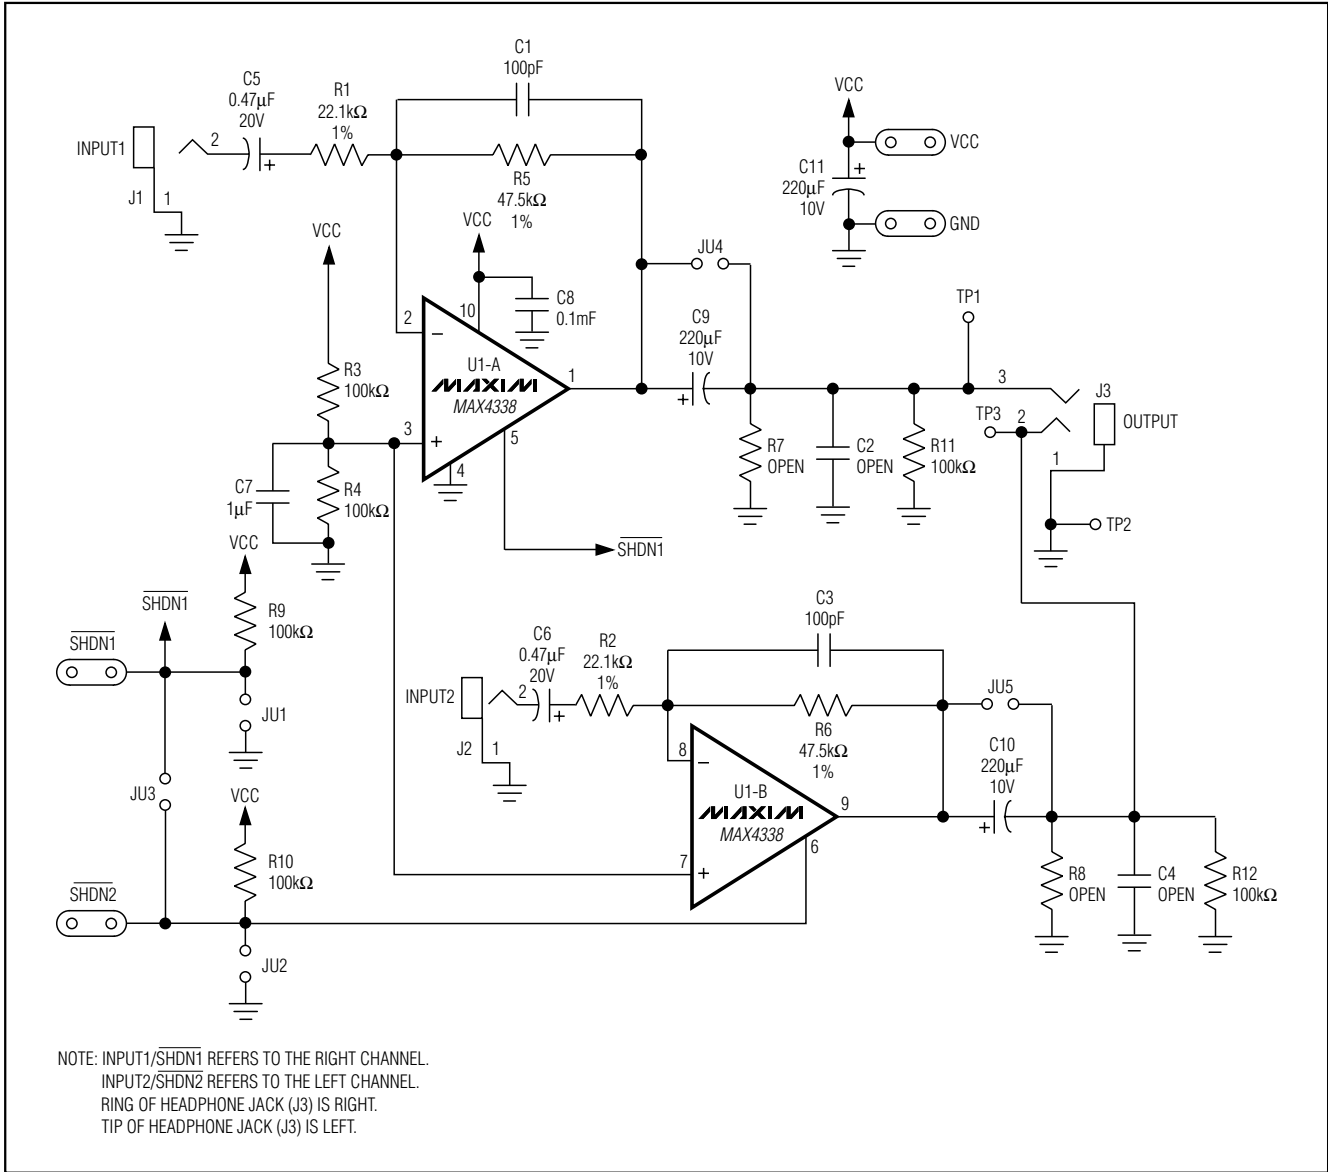 C1
100pF
C5
0.47µF
20V
R1
22.1kΩ
1%
INPUT1
2
+
J1
1
R5
47.5kΩ
1%
VCC
VCC
C11
220µF
10V
+
VCC
GND
VCC
JU4
10
C8
0.1mF
2
−
U1-A
MAXIM
MAX4338
1
C9
220µF
10V
+
TP1
3
J3
OUTPUT
TP3
2
1
TP2
R3
100kΩ
3
+
5
4
R7
OPEN
C2
OPEN
R11
100kΩ
C7
1µF
R4
100kΩ
SHDN1
VCC
SHDN1
R9
100kΩ
SHDN1
JU1
C3
100pF
C6
0.47µF
20V
R2
22.1kΩ
1%
INPUT2
2
+
J2
1
R6
47.5kΩ
1%
JU5
C10
220µF
10V
+
8
−
U1-B
MAXIM
MAX4338
9
7
+
6
JU3
VCC
R10
100kΩ
SHDN2
JU2
R8
OPEN
C4
OPEN
R12
100kΩ
NOTE: INPUT1/SHDN1 REFERS TO THE RIGHT CHANNEL.
INPUT2/SHDN2 REFERS TO THE LEFT CHANNEL.
RING OF HEADPHONE JACK (J3) IS RIGHT.
TIP OF HEADPHONE JACK (J3) IS LEFT.